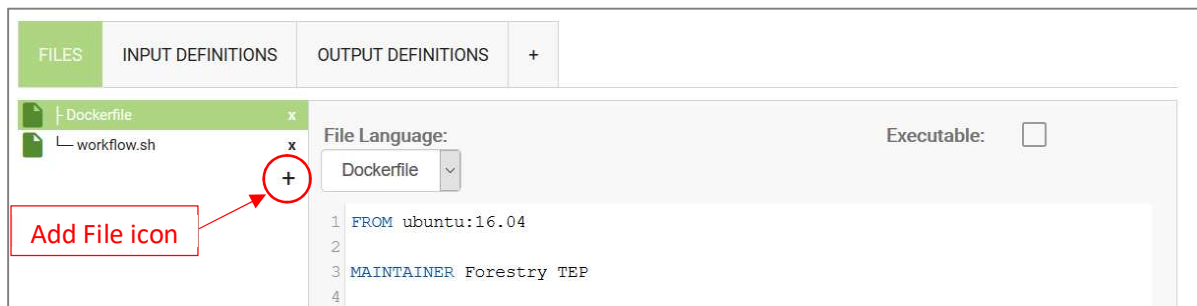 FILES INPUT DEFINITIONS OUTPUT DEFINITIONS +
├ Dockerfile x
└─ workflow.sh x
+
Add File icon
File Language: Executable:
Dockerfile
1 FROM ubuntu:16.04
2
3 MAINTAINER Forestry TEP
4